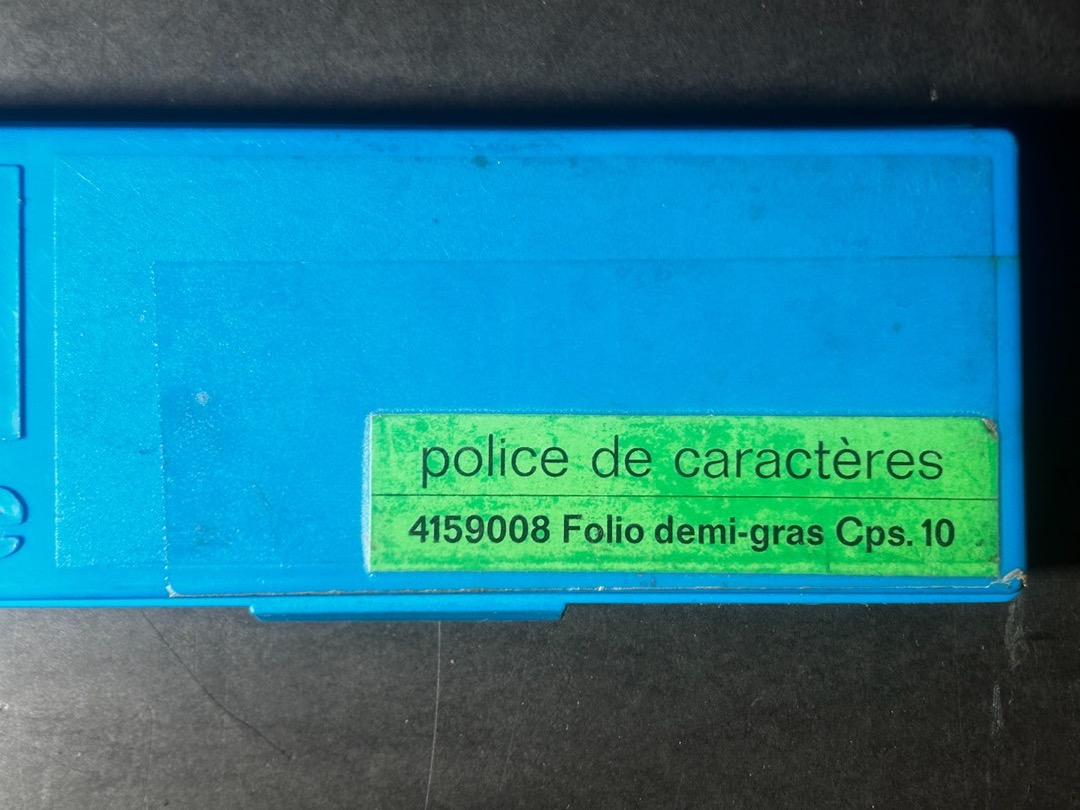 police de caractères
4159008 Folio demi-gras Cps. 10